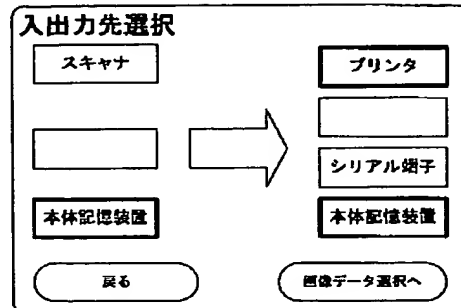 入出力先選択
スキャナ
プリンタ
シリアル端子
本体記憶装置
本体記憶装置
戻る
画像データ選択へ